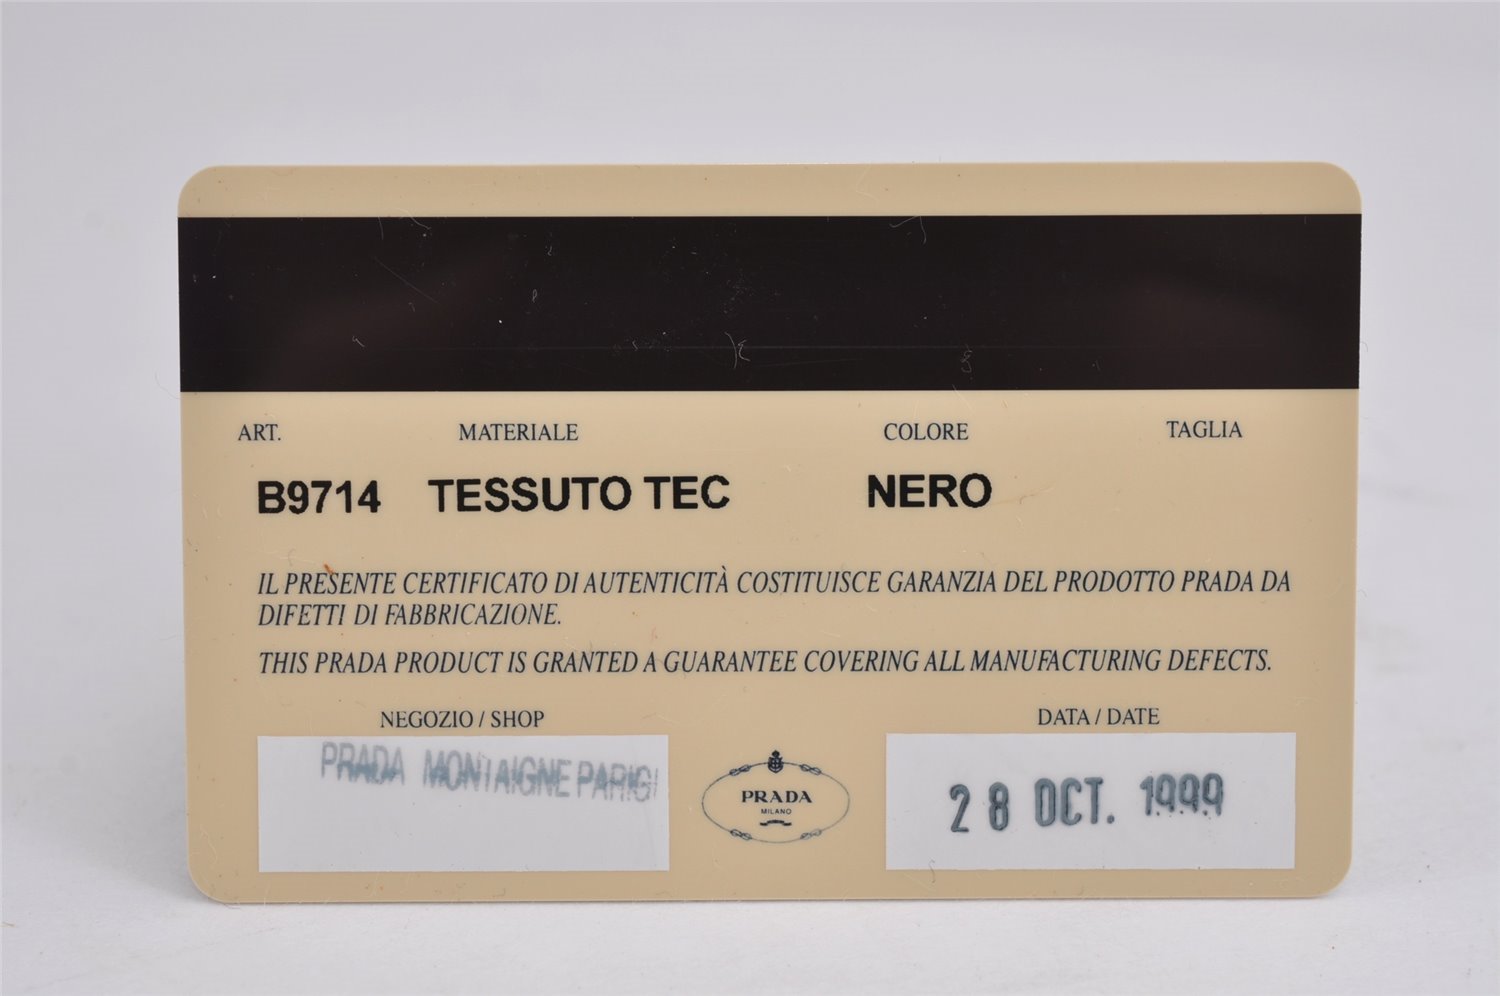 ART. MATERIALE COLORE TAGLIA
B9714 TESSUTO TEC NERO
IL PRESENTE CERTIFICATO DI AUTENTICITÀ COSTITUISCE GARANZIA DEL PRODOTTO PRADA DA
DIFETTI DI FABBRICAZIONE.
THIS PRADA PRODUCT IS GRANTED A GUARANTEE COVERING ALL MANUFACTURING DEFECTS.
NEGOZIO / SHOP DATA / DATE
PRADA MONTAIGNE PARIGI
PRADA
MILANO
28 OCT. 1999